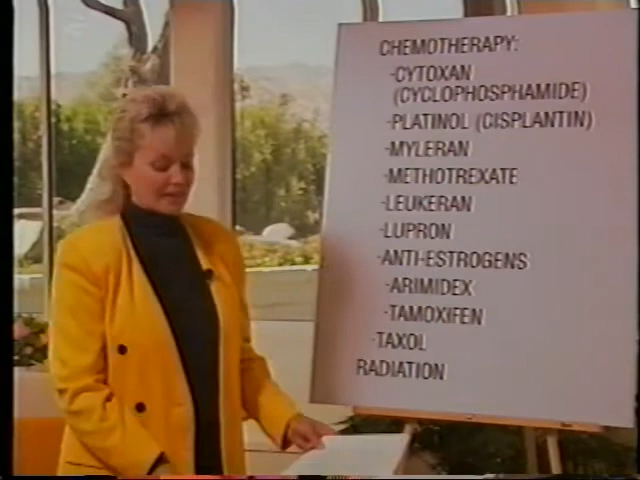 CHEMOTHERAPY:
-CYTOXAN
(CYCLOPHOSPHAMIDE)
-PLATINOL (CISPLANTIN)
-MYLERAN
-METHOTREXATE
-LEUKERAN
-LUPRON
-ANTI-ESTROGENS
-ARIMIDEX
-TAMOXIFEN
-TAXOL
RADIATION